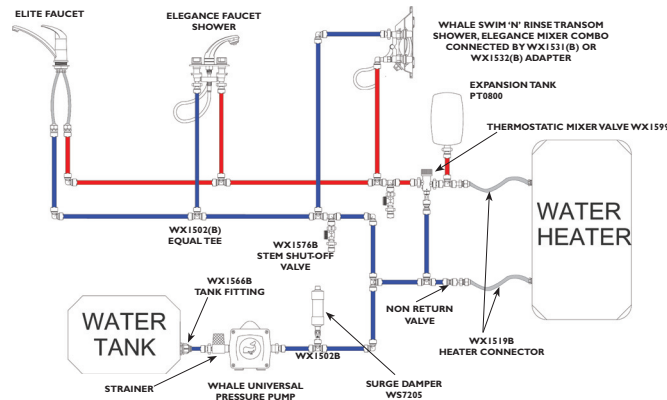 ELITE FAUCET
ELEGANCE FAUCET
SHOWER
WHALE SWIM ‘N’ RINSE TRANSOM
SHOWER, ELEGANCE MIXER COMBO
CONNECTED BY WX1531(B) OR
WX1532(B) ADAPTER
EXPANSION TANK
PT0800
THERMOSTATIC MIXER VALVE WX1599
WATER
HEATER
WX1502(B)
EQUAL TEE
WX1576B
STEM SHUT-OFF
VALVE
WX1566B
TANK FITTING
NON RETURN
VALVE
WATER
TANK
WX1502B
WX1519B
HEATER CONNECTOR
STRAINER
WHALE UNIVERSAL
PRESSURE PUMP
SURGE DAMPER
WS7205